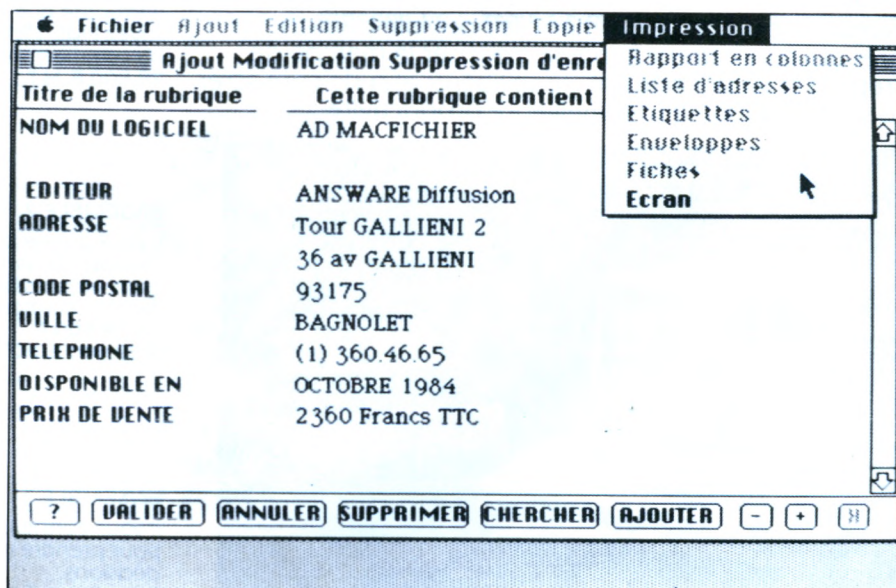 Fichier Ajout Edition Suppression Copie Impression
Ajout Modification Suppression d'enre
Rapport en colonnes
Liste d'adresses
Etiquettes
Enveloppes
Fiches
Ecran
Titre de la rubrique Cette rubrique contient
NOM DU LOGICIEL AD MACFICHIER
EDITEUR ANSWARE Diffusion
ADRESSE Tour GALLIENI 2
36 av GALLIENI
CODE POSTAL 93175
VILLE BAGNOLET
TELEPHONE (1) 360.46.65
DISPONIBLE EN OCTOBRE 1984
PRIX DE VENTE 2360 Francs TTC
? VALIDER ANNULER SUPPRIMER CHERCHER AJOUTER - +